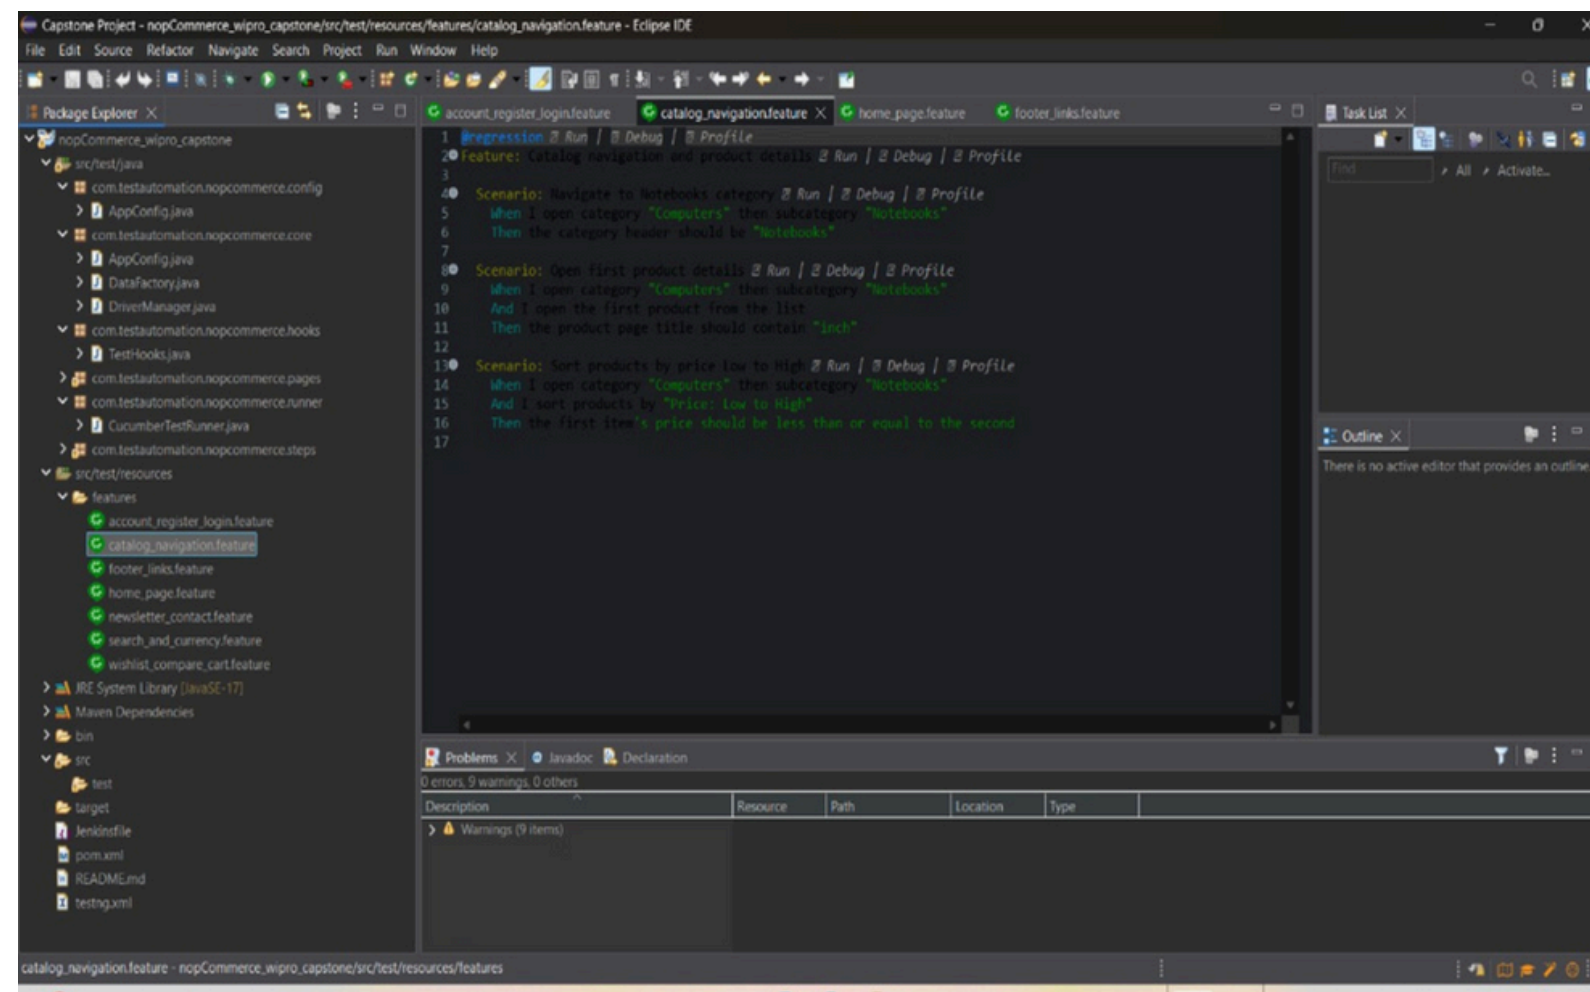 Capstone Project - nopCommerce_wipro_capstone/src/test/resources/features/catalog_navigation.feature - Eclipse IDE
File Edit Source Refactor Navigate Search Project Run Window Help
Package Explorer
nopCommerce_wipro_capstone
src/test/java
com.testautomation.nopcommerce.config
AppConfig.java
com.testautomation.nopcommerce.core
AppConfig.java
DataFactory.java
DriverManager.java
com.testautomation.nopcommerce.hooks
TestHooks.java
com.testautomation.nopcommerce.pages
com.testautomation.nopcommerce.runner
CucumberTestRunner.java
com.testautomation.nopcommerce.steps
src/test/resources
features
account_register_login.feature
catalog_navigation.feature
footer_links.feature
home_page.feature
newsletter_contact.feature
search_and_currency.feature
wishlist_compare_cart.feature
JRE System Library [JavaSE-17]
Maven Dependencies
bin
src
test
target
Jenkinsfile
pom.xml
README.md
testng.xml
account_register_login.feature catalog_navigation.feature home_page.feature footer_links.feature
1 @regression Run | Debug | Profile
2 Feature: Catalog navigation and product details Run | Debug | Profile
3
4 Scenario: Navigate to Notebooks category Run | Debug | Profile
5 When I open category "Computers" then subcategory "Notebooks"
6 Then the category header should be "Notebooks"
7
8 Scenario: Open first product details Run | Debug | Profile
9 When I open category "Computers" then subcategory "Notebooks"
10 And I open the first product from the list
11 Then the product page title should contain "inch"
12
13 Scenario: Sort products by price Low to High Run | Debug | Profile
14 When I open category "Computers" then subcategory "Notebooks"
15 And I sort products by "Price: Low to High"
16 Then the first item's price should be less than or equal to the second
17
Task List
Find All Activate...
Outline
There is no active editor that provides an outline
Problems Javadoc Declaration
0 errors, 9 warnings, 0 others
Description Resource Path Location Type
Warnings (9 items)
catalog_navigation.feature - nopCommerce_wipro_capstone/src/test/resources/features